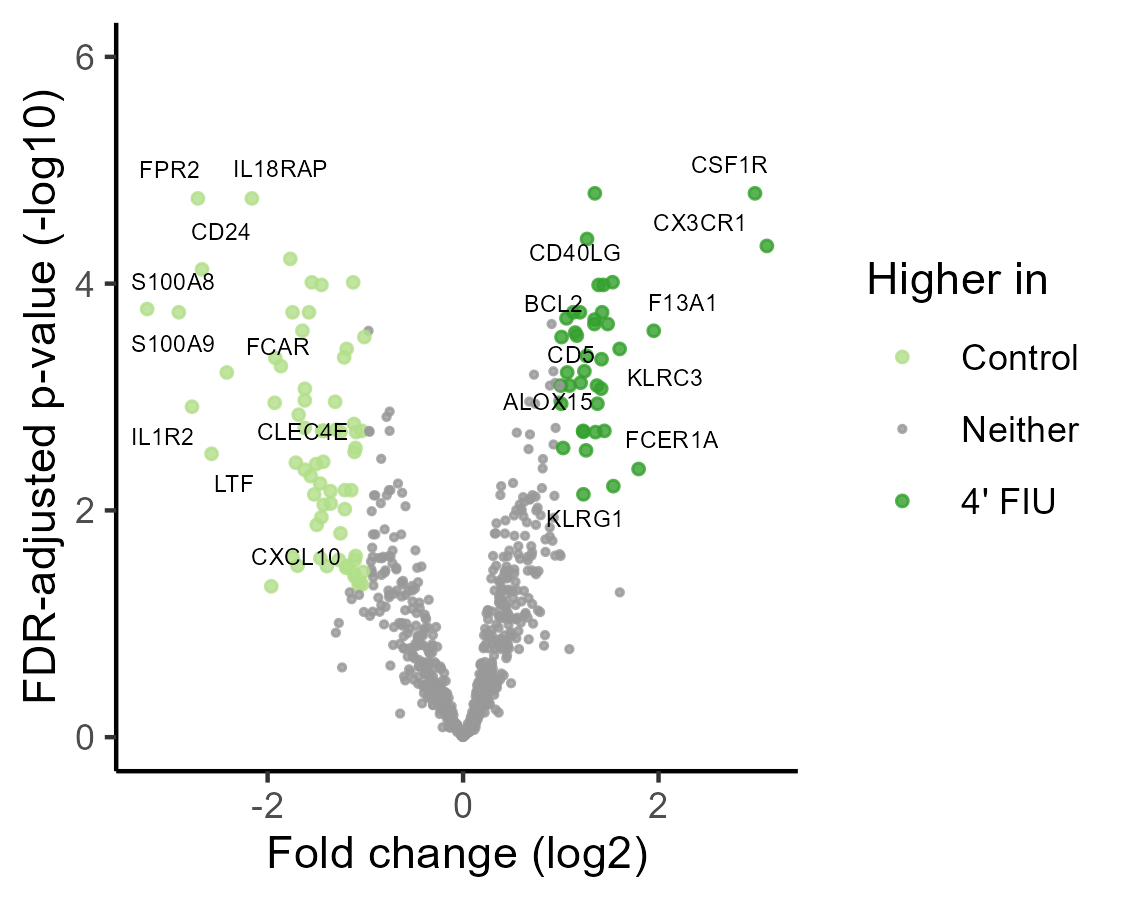 FDR-adjusted p-value (-log10)
6
4
2
0
FPR2
IL18RAP
CD24
S100A8
S100A9
FCAR
IL1R2
CLEC4E
LTF
CXCL10
CSF1R
CX3CR1
CD40LG
BCL2
F13A1
CD5
KLRC3
ALOX15
FCER1A
KLRG1
-2
0
2
Fold change (log2)
Higher in
Control
Neither
4' FIU